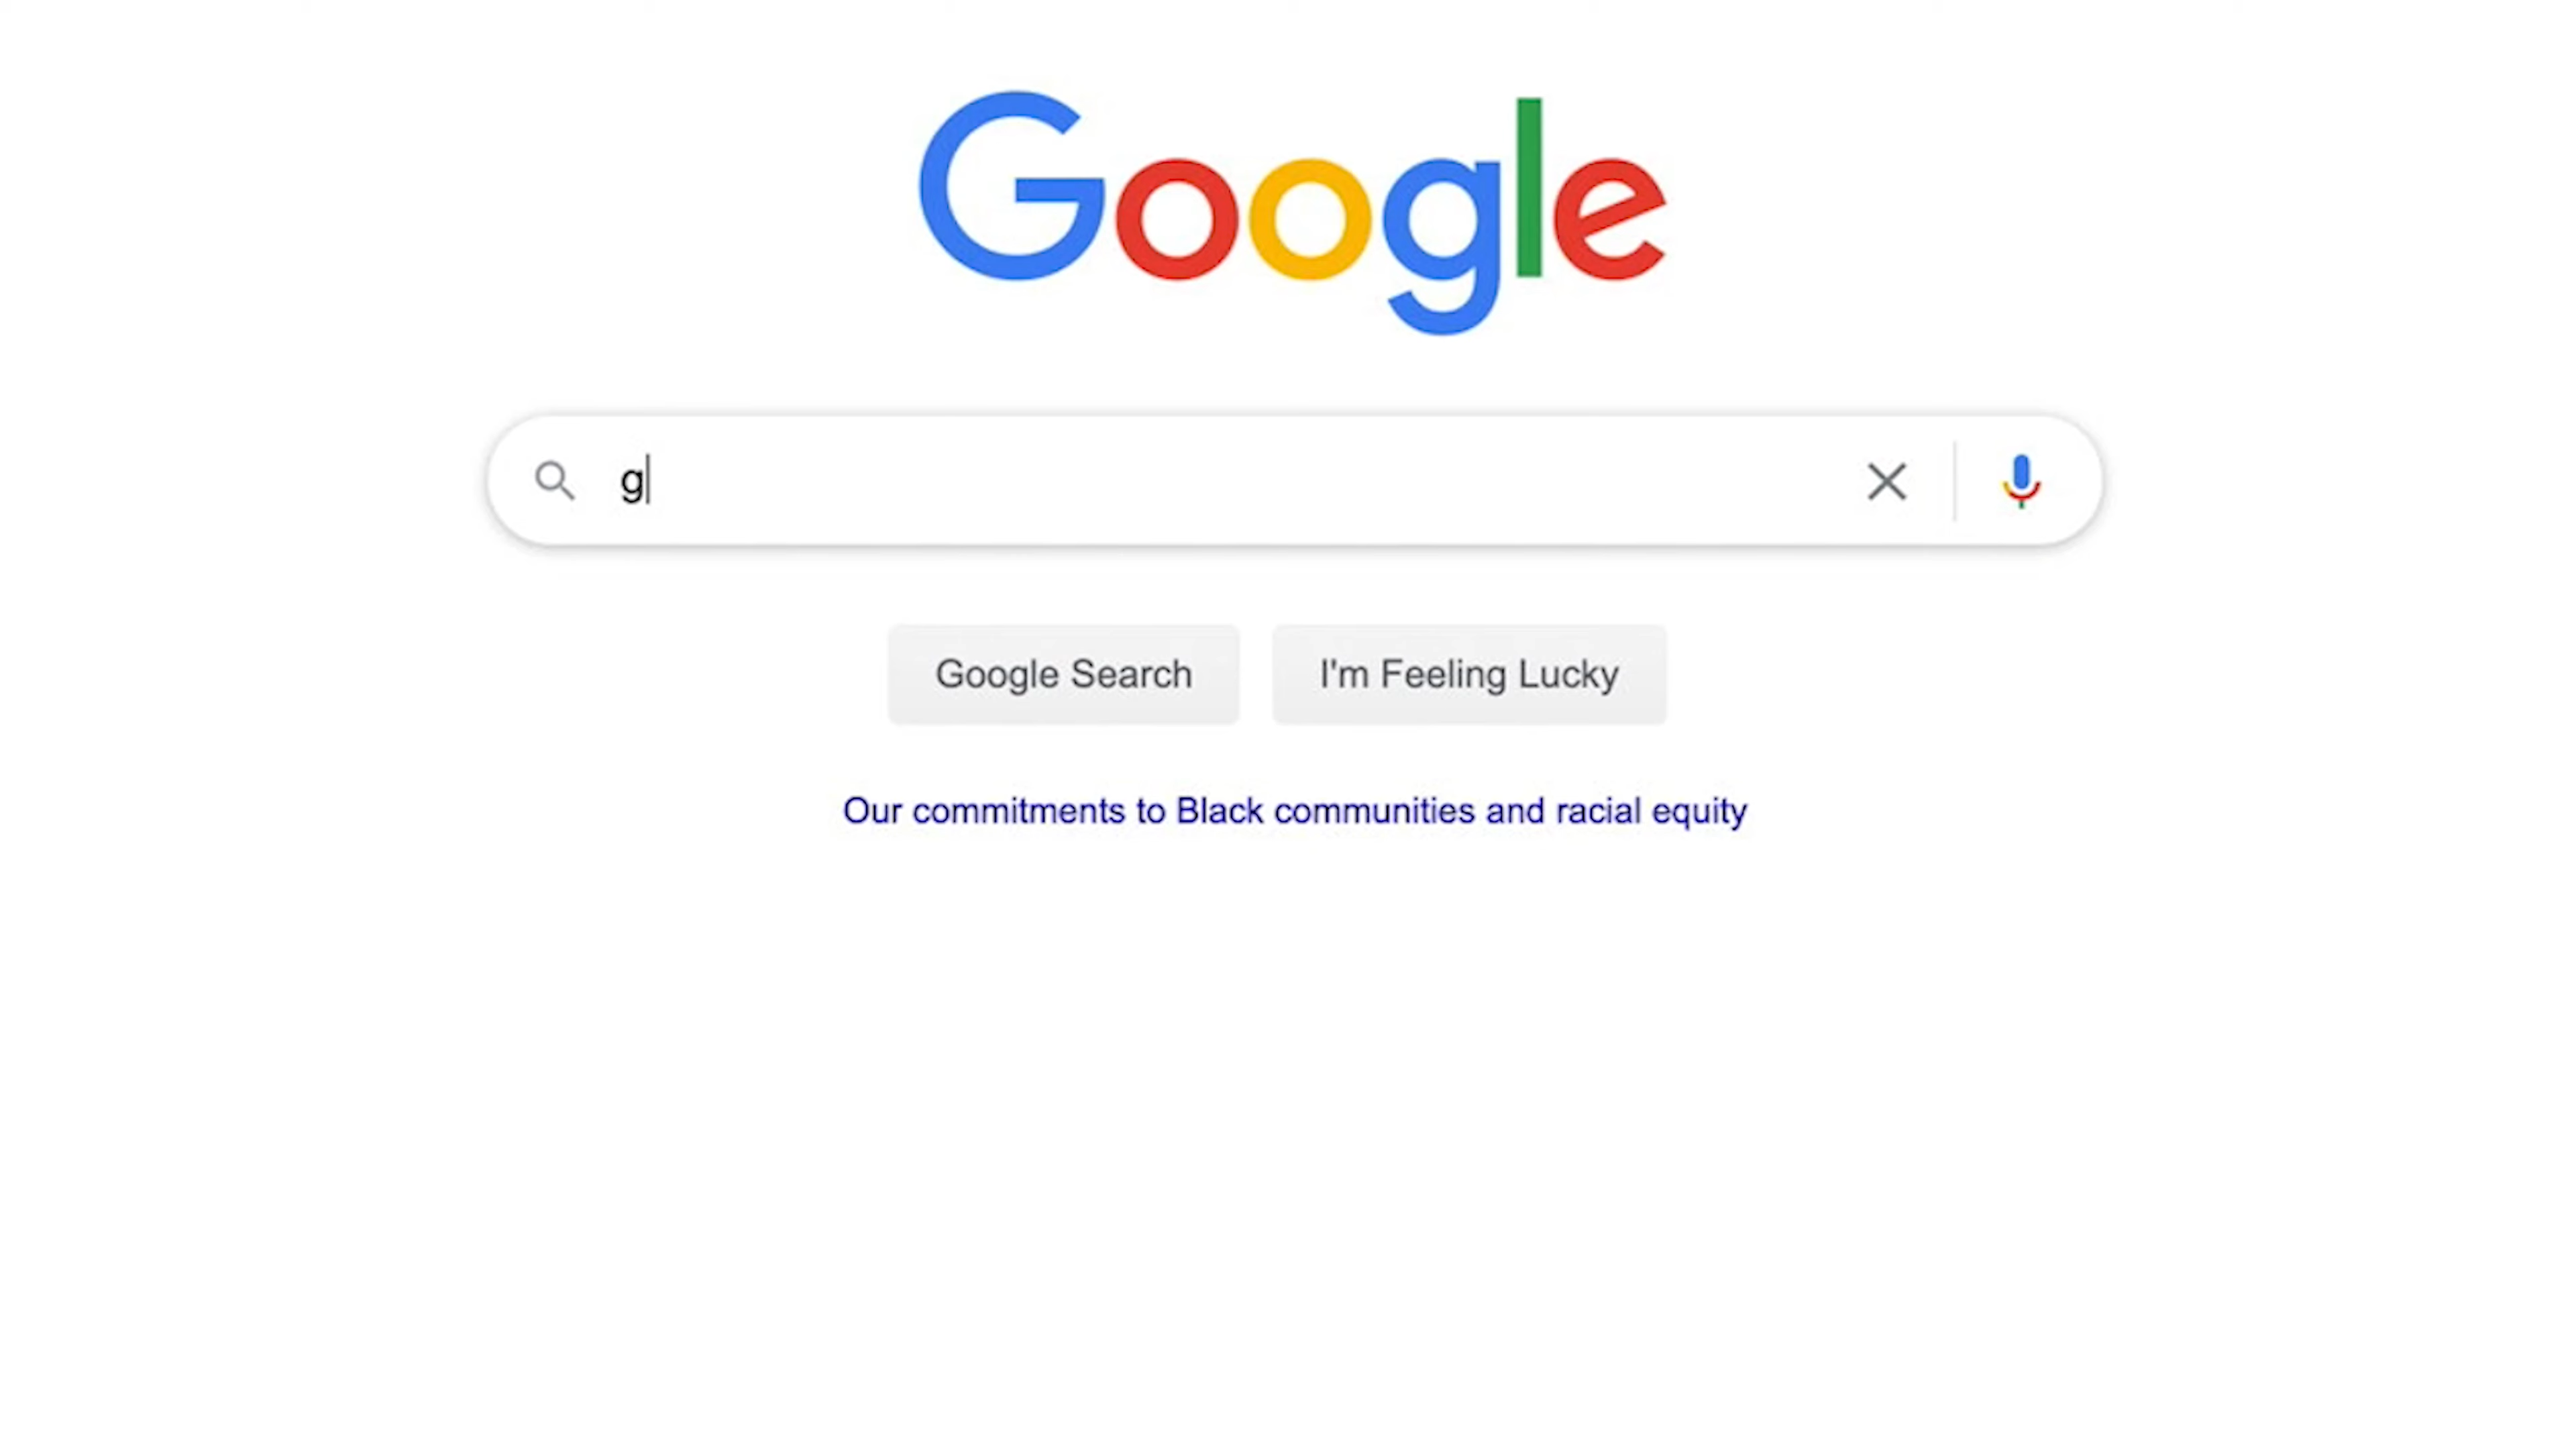 Google
g
Google Search
I'm Feeling Lucky
Our commitments to Black communities and racial equity